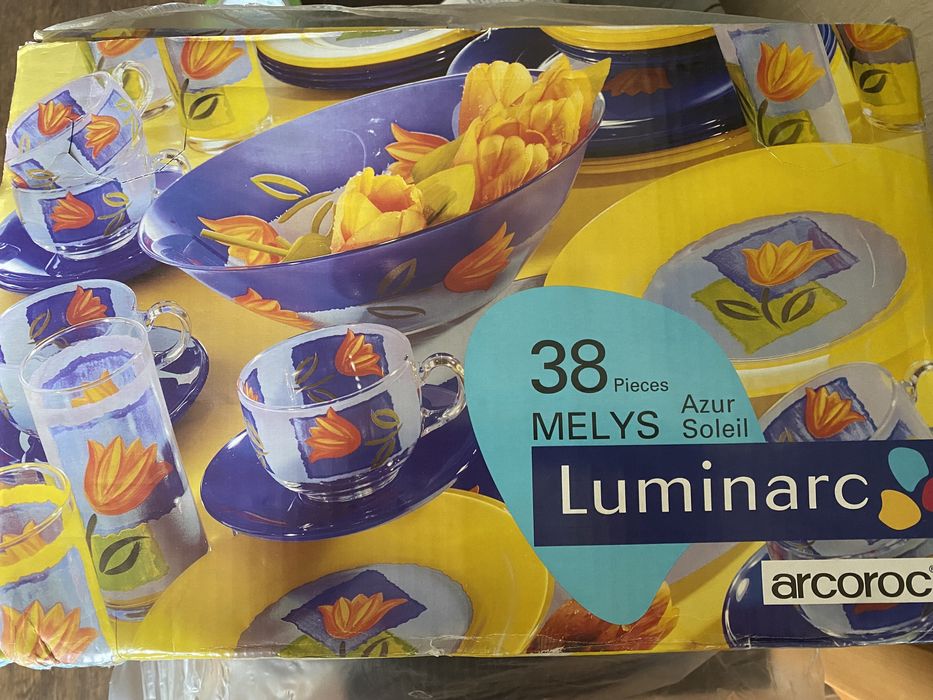 38 Pieces
MELYS Azur Soleil
Luminarc
arcoroc®